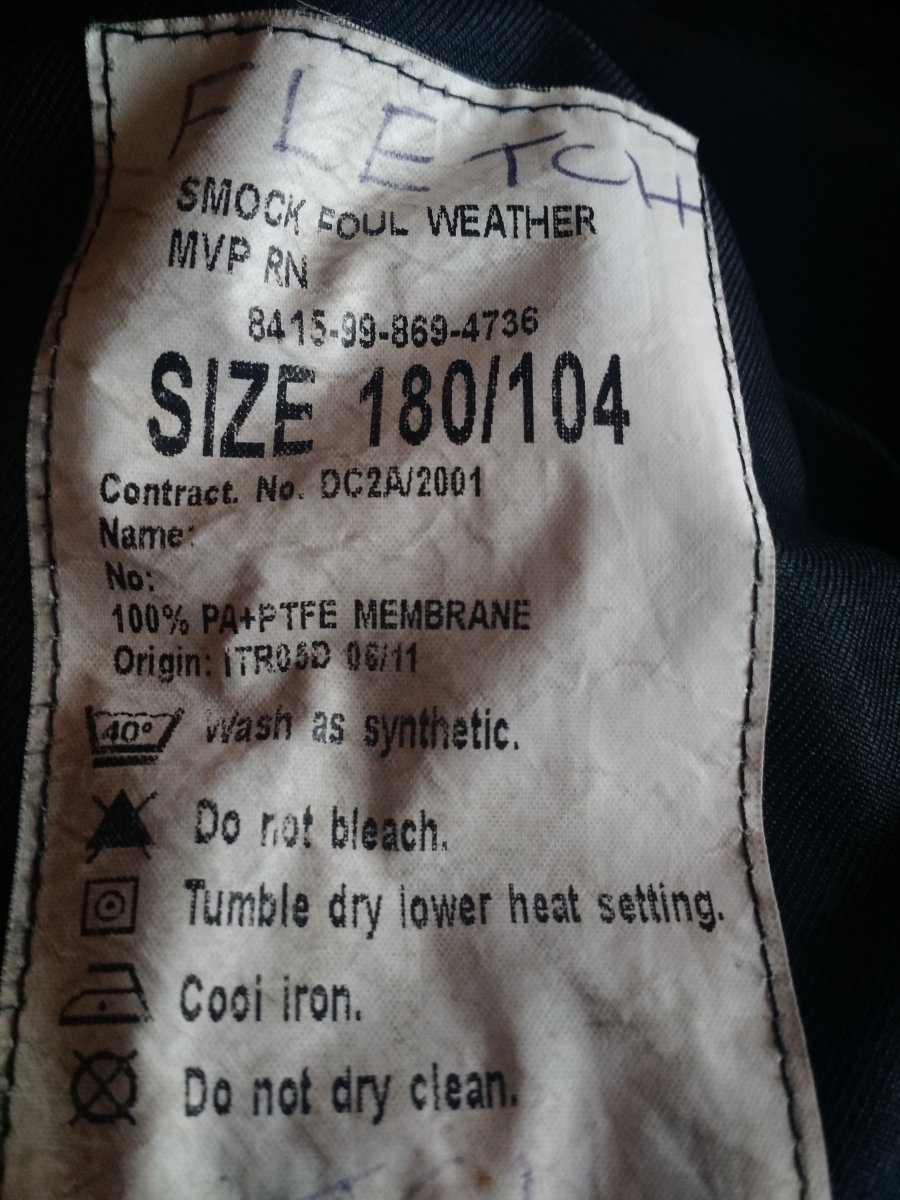 FLETCH
SMOCK FOUL WEATHER
MVP RN
8415-99-869-4736
SIZE 180/104
Contract. No. DC2A/2001
Name:
No:
100% PA+PTFE MEMBRANE
Origin: ITR05D 06/11
40° Wash as synthetic.
Do not bleach.
Tumble dry lower heat setting.
Cool iron.
Do not dry clean.